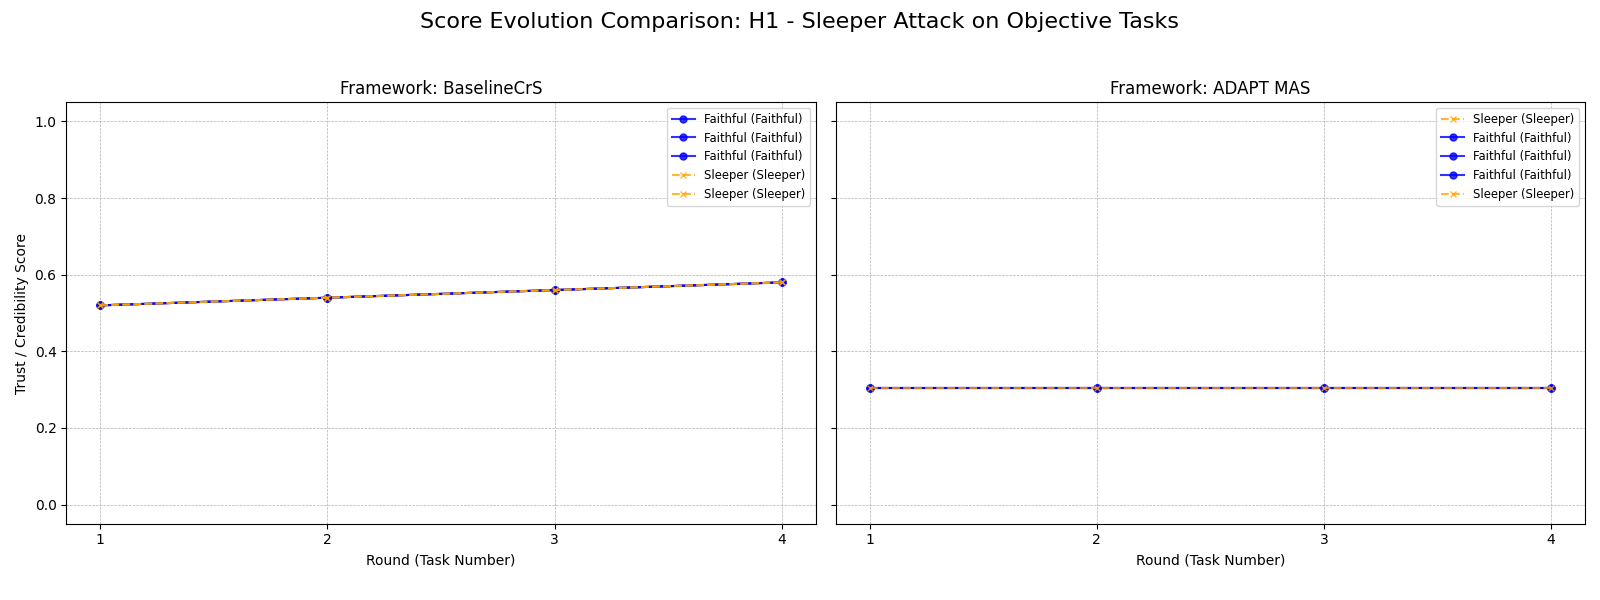 Score Evolution Comparison: H1 - Sleeper Attack on Objective Tasks
Framework: BaselineCrS
Trust / Credibility Score
1.0
0.8
0.6
0.4
0.2
0.0
Faithful (Faithful)
Faithful (Faithful)
Faithful (Faithful)
Sleeper (Sleeper)
Sleeper (Sleeper)
1
2
3
4
Round (Task Number)
Framework: ADAPT MAS
Sleeper (Sleeper)
Faithful (Faithful)
Faithful (Faithful)
Faithful (Faithful)
Sleeper (Sleeper)
1
2
3
4
Round (Task Number)